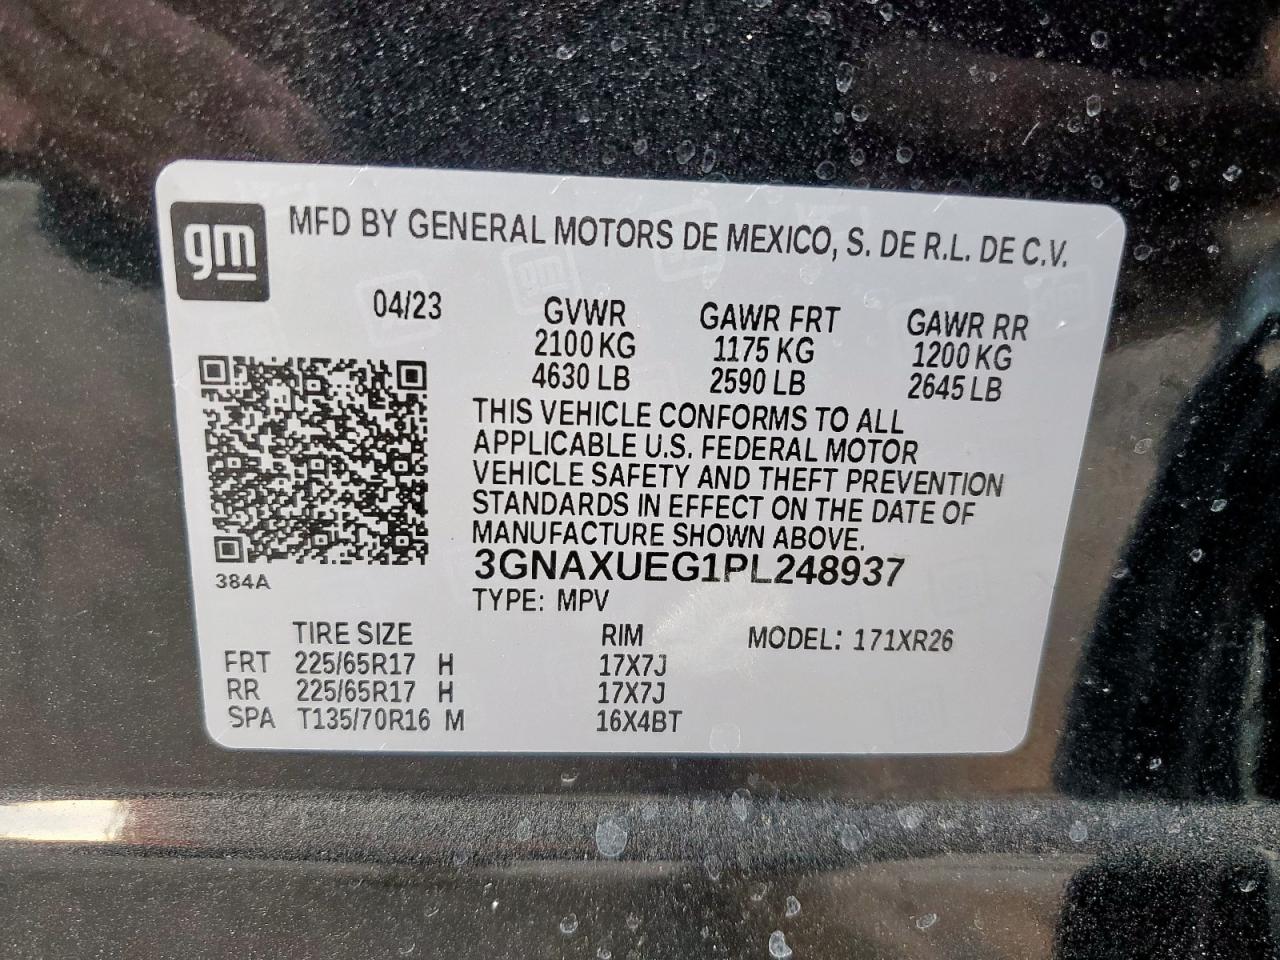 gm
MFD BY GENERAL MOTORS DE MEXICO, S. DE R.L. DE C.V.
04/23 GVWR GAWR FRT GAWR RR
2100 KG 1175 KG 1200 KG
4630 LB 2590 LB 2645 LB
THIS VEHICLE CONFORMS TO ALL
APPLICABLE U.S. FEDERAL MOTOR
VEHICLE SAFETY AND THEFT PREVENTION
STANDARDS IN EFFECT ON THE DATE OF
MANUFACTURE SHOWN ABOVE.
3GNAXUEG1PL248937
384A
TYPE: MPV
TIRE SIZE RIM MODEL: 171XR26
FRT 225/65R17 H 17X7J
RR 225/65R17 H 17X7J
SPA T135/70R16 M 16X4BT